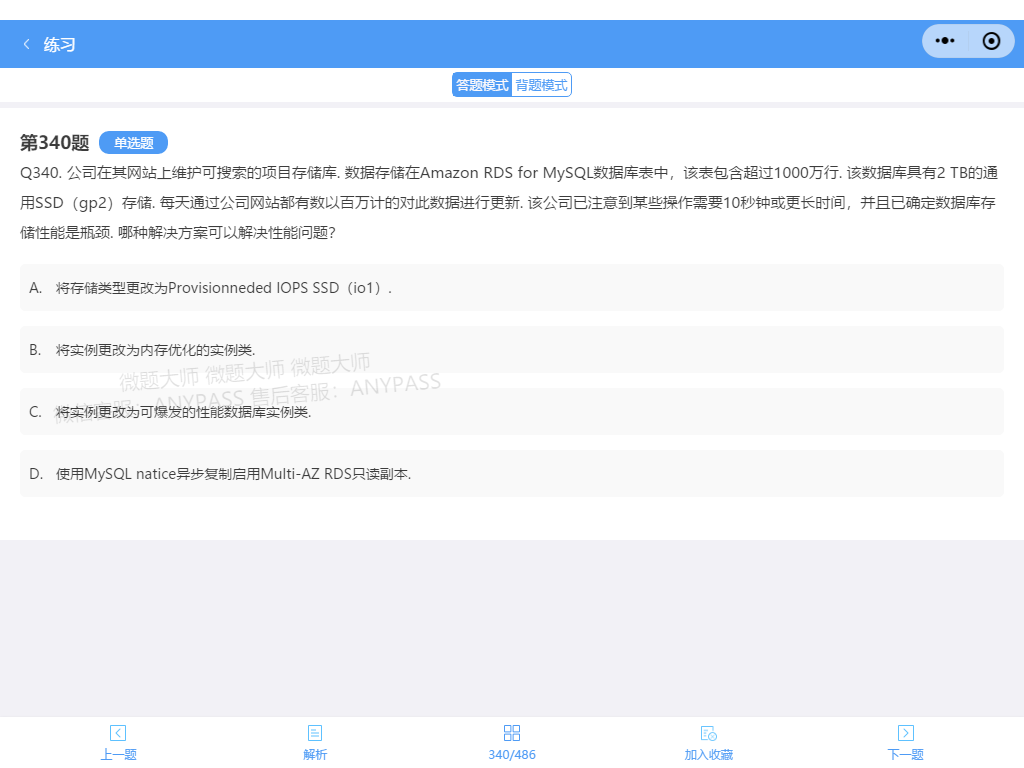 练习
答题模式 背题模式
第340题 单选题
Q340. 公司在其网站上维护可搜索的项目存储库. 数据存储在Amazon RDS for MySQL数据库表中，该表包含超过1000万行. 该数据库具有2 TB的通
用SSD（gp2）存储. 每天通过公司网站都有数以百万计的对此数据进行更新. 该公司已注意到某些操作需要10秒钟或更长时间，并且已确定数据库存
储性能是瓶颈. 哪种解决方案可以解决性能问题？
A. 将存储类型更改为Provisionneded IOPS SSD（io1）.
B. 将实例更改为内存优化的实例类.
微题大师 微题大师 微题大师
微信客服：ANYPASS 售后客服：ANYPASS
C. 将实例更改为可爆发的性能数据库实例类.
D. 使用MySQL natice异步复制启用Multi-AZ RDS只读副本.
上一题 解析 340/486 加入收藏 下一题